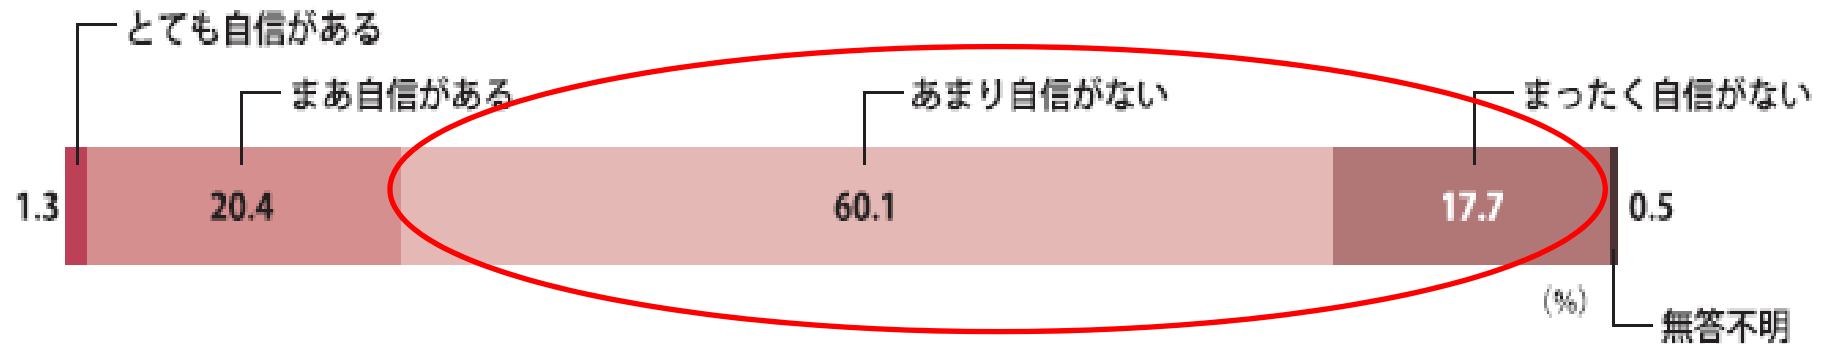 とても自信がある
まあ自信がある
あまり自信がない
まったく自信がない
1.3
20.4
60.1
17.7
0.5
(%)
無答不明